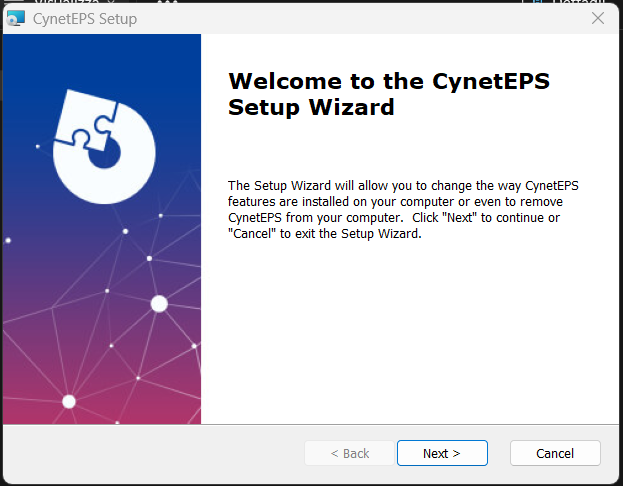 CynetEPS Setup
Welcome to the CynetEPS
Setup Wizard
The Setup Wizard will allow you to change the way CynetEPS
features are installed on your computer or even to remove
CynetEPS from your computer.  Click "Next" to continue or
"Cancel" to exit the Setup Wizard.
< Back
Next >
Cancel